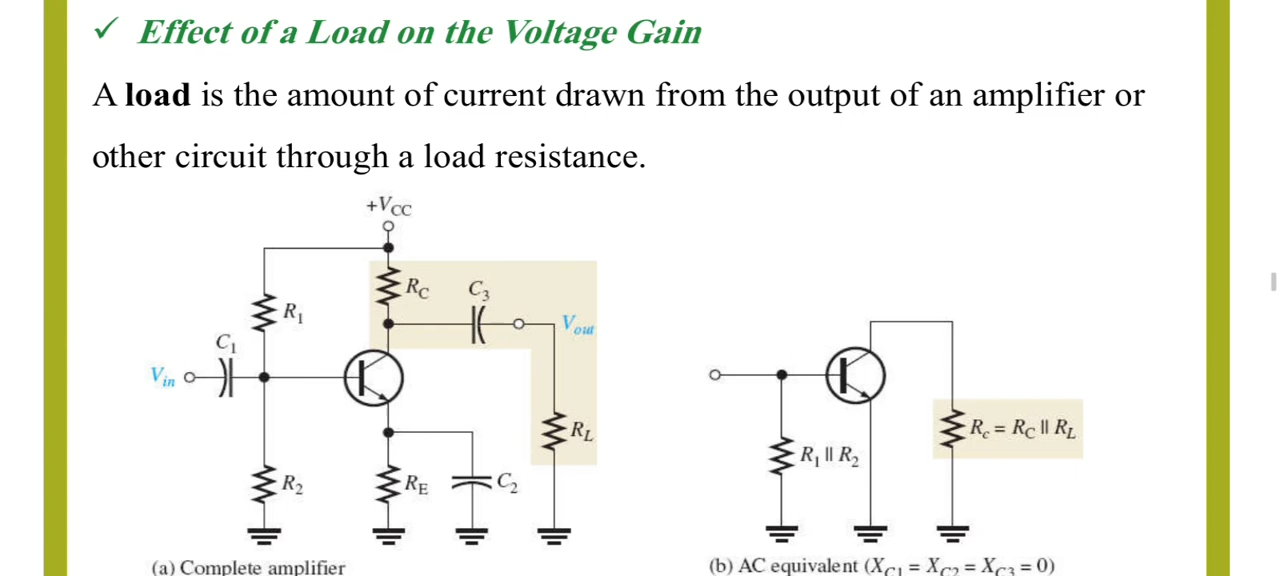 ✓ Effect of a Load on the Voltage Gain
A load is the amount of current drawn from the output of an amplifier or
other circuit through a load resistance.
+VCC
RC
C3
R1
Vout
C1
Vin
RL
Rc = RC || RL
R1 || R2
R2
RE
C2
(a) Complete amplifier
(b) AC equivalent (XC1 = XC2 = XC3 = 0)